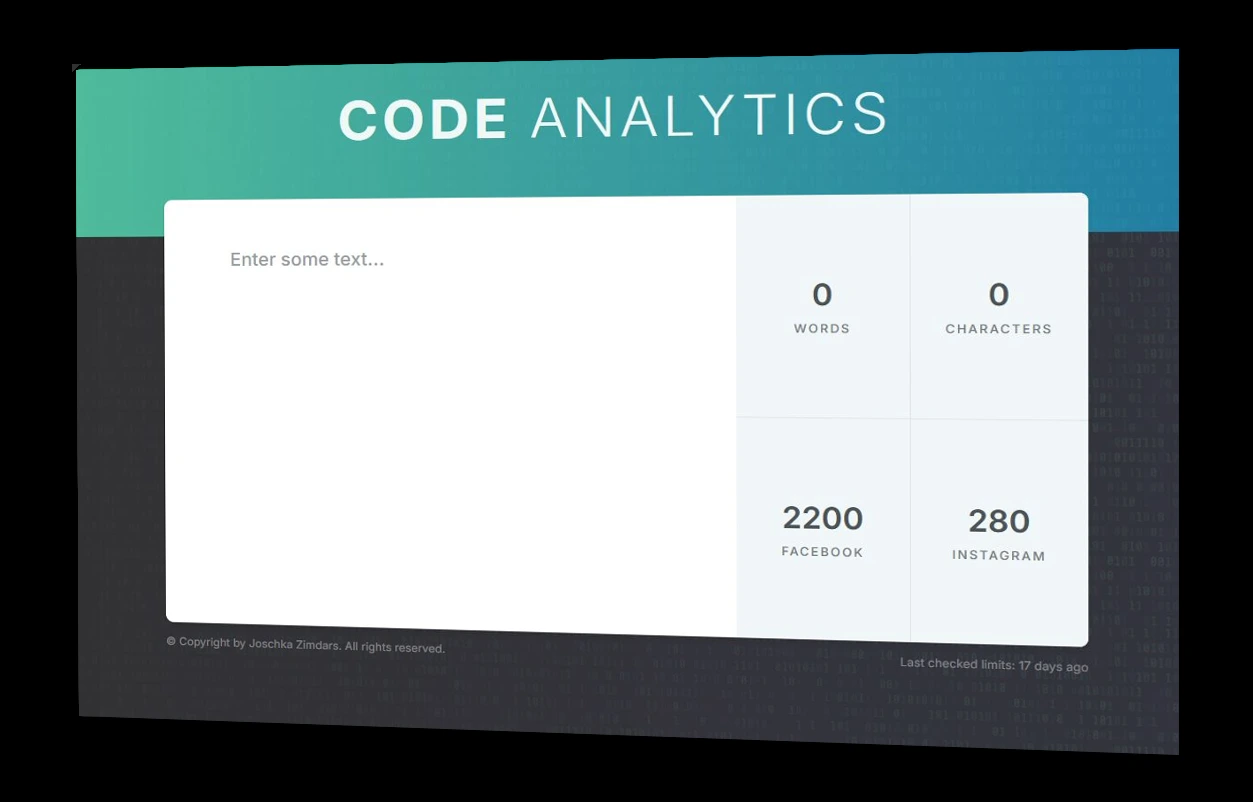 CODE ANALYTICS
Enter some text...
0
WORDS
0
CHARACTERS
2200
FACEBOOK
280
INSTAGRAM
© Copyright by Joschka Zimdars. All rights reserved.
Last checked limits: 17 days ago